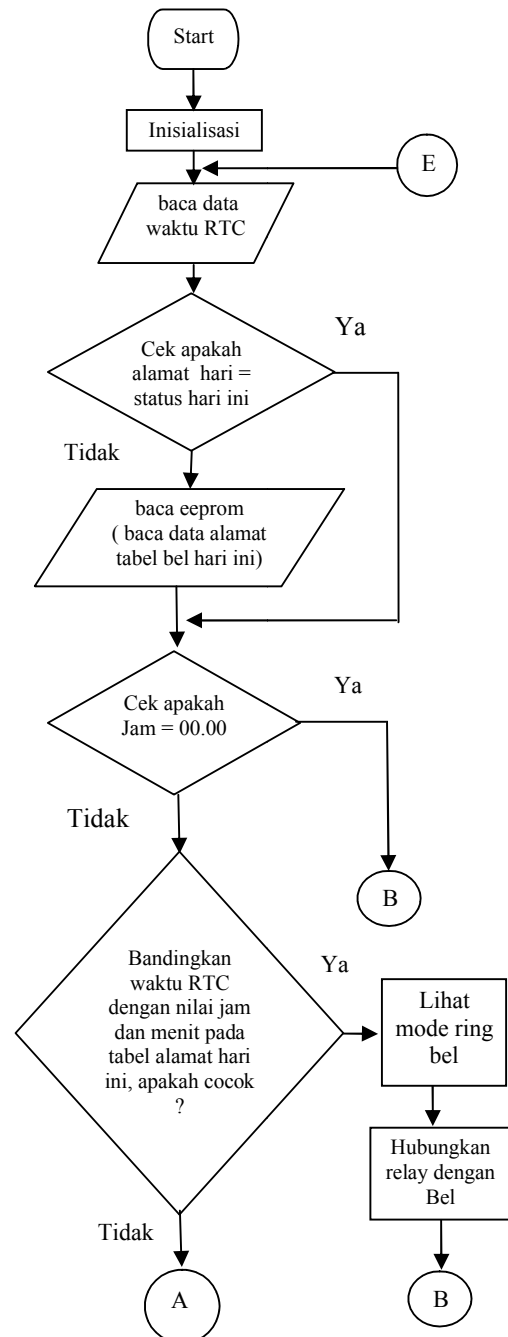 Start
Inisialisasi
E
baca data
waktu RTC
Ya
Cek apakah
alamat hari =
status hari ini
Tidak
baca eeprom
( baca data alamat
tabel bel hari ini)
Ya
Cek apakah
Jam = 00.00
Tidak
B
Bandingkan
waktu RTC
dengan nilai jam
dan menit pada
tabel alamat hari
ini, apakah cocok
?
Ya
Lihat
mode ring
bel
Hubungkan
relay dengan
Bel
Tidak
A
B